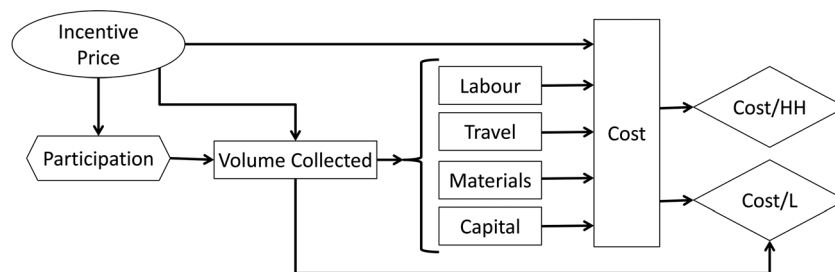 Incentive
Price
Participation
Volume Collected
Labour
Travel
Materials
Capital
Cost
Cost/HH
Cost/L